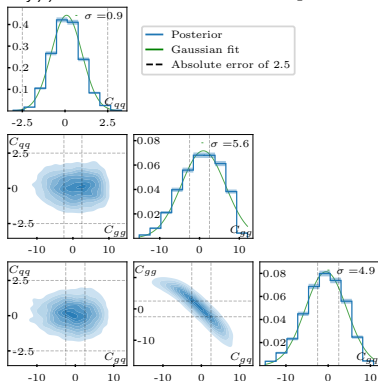 σ = 0.9
0.4
0.3
0.2
0.1
C_qq
-2.5 0 2.5
Posterior
Gaussian fit
Absolute error of 2.5
C_qq
2.5
0
-2.5
C_gg
-10 0 10
σ = 5.6
0.08
0.06
0.04
0.02
C_gg
-10 0 10
C_qq
2.5
0
-2.5
C_gq
-10 0 10
C_gg
10
0
-10
C_gq
-10 0 10
σ = 4.9
0.08
0.06
0.04
0.02
C_gq
-10 0 10